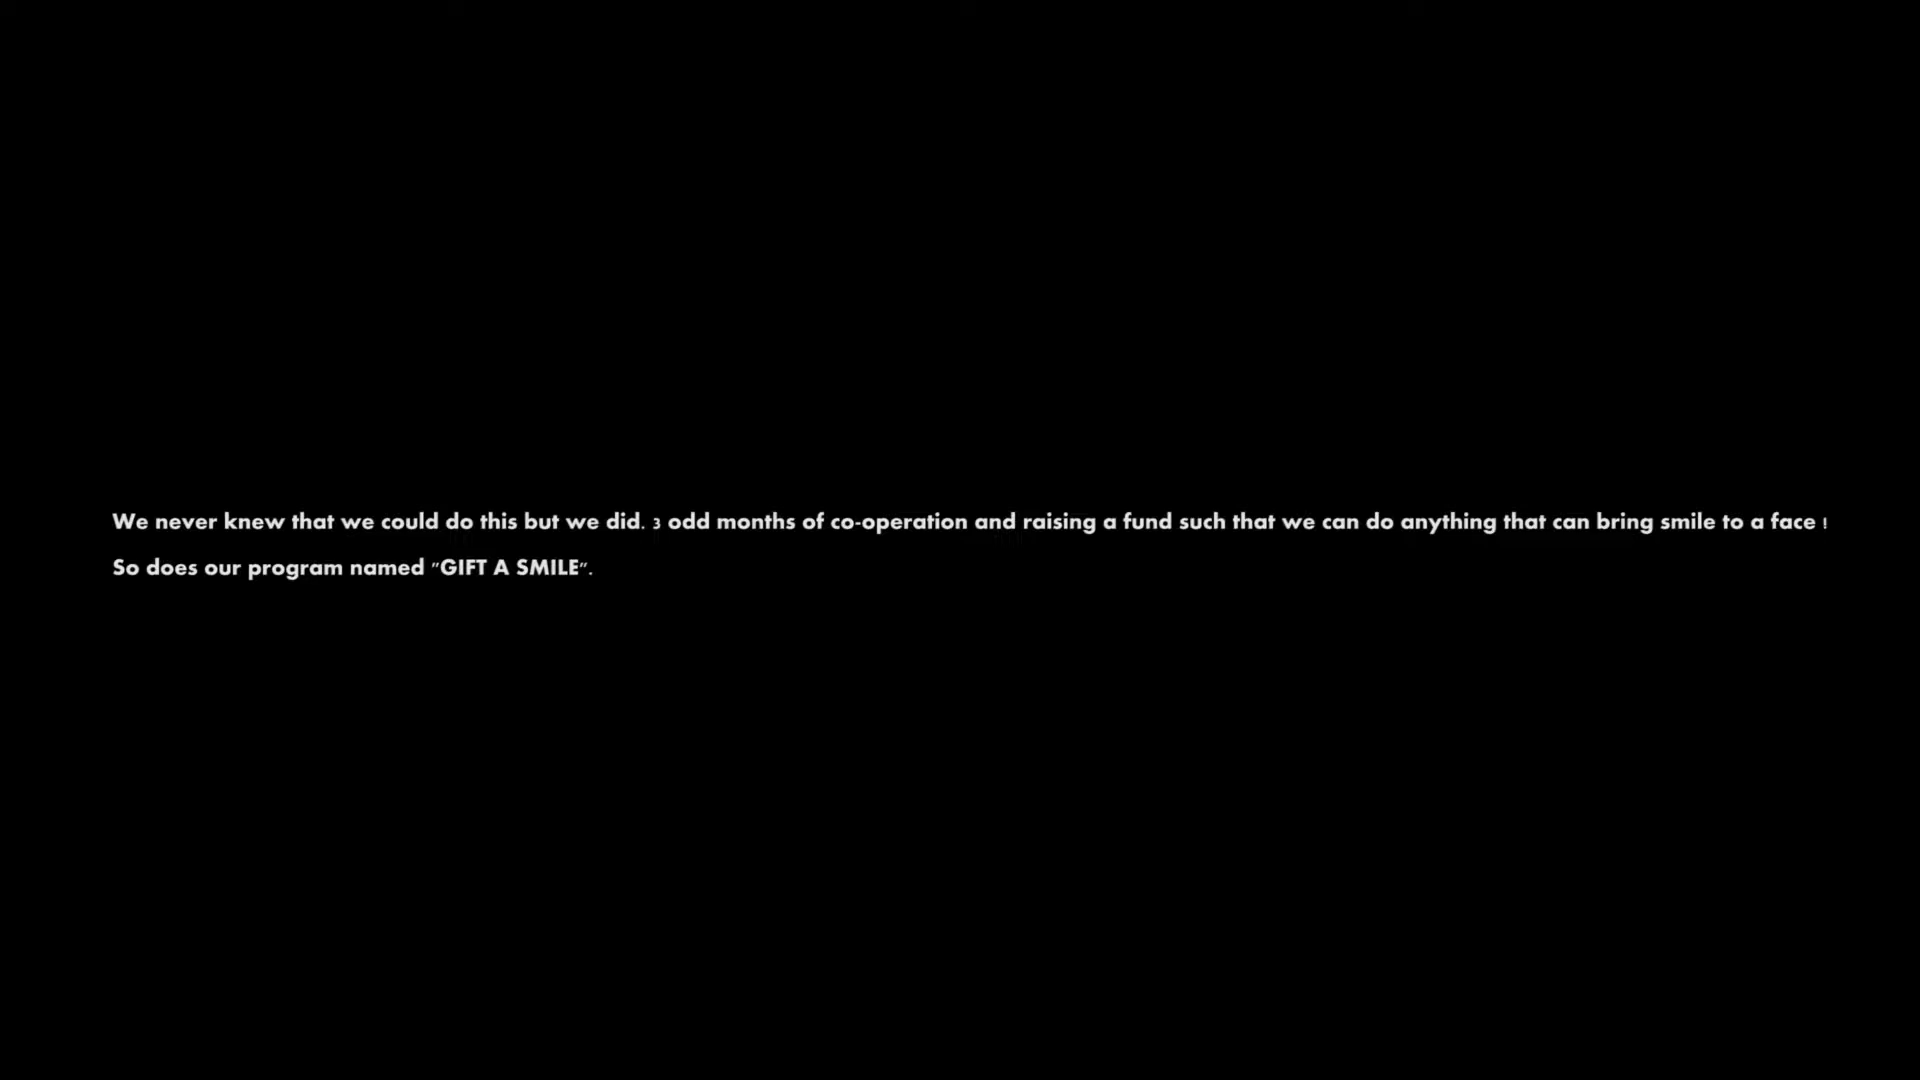 We never knew that we could do this but we did. 3 odd months of co-operation and raising a fund such that we can do anything that can bring smile to a face !
So does our program named "GIFT A SMILE".